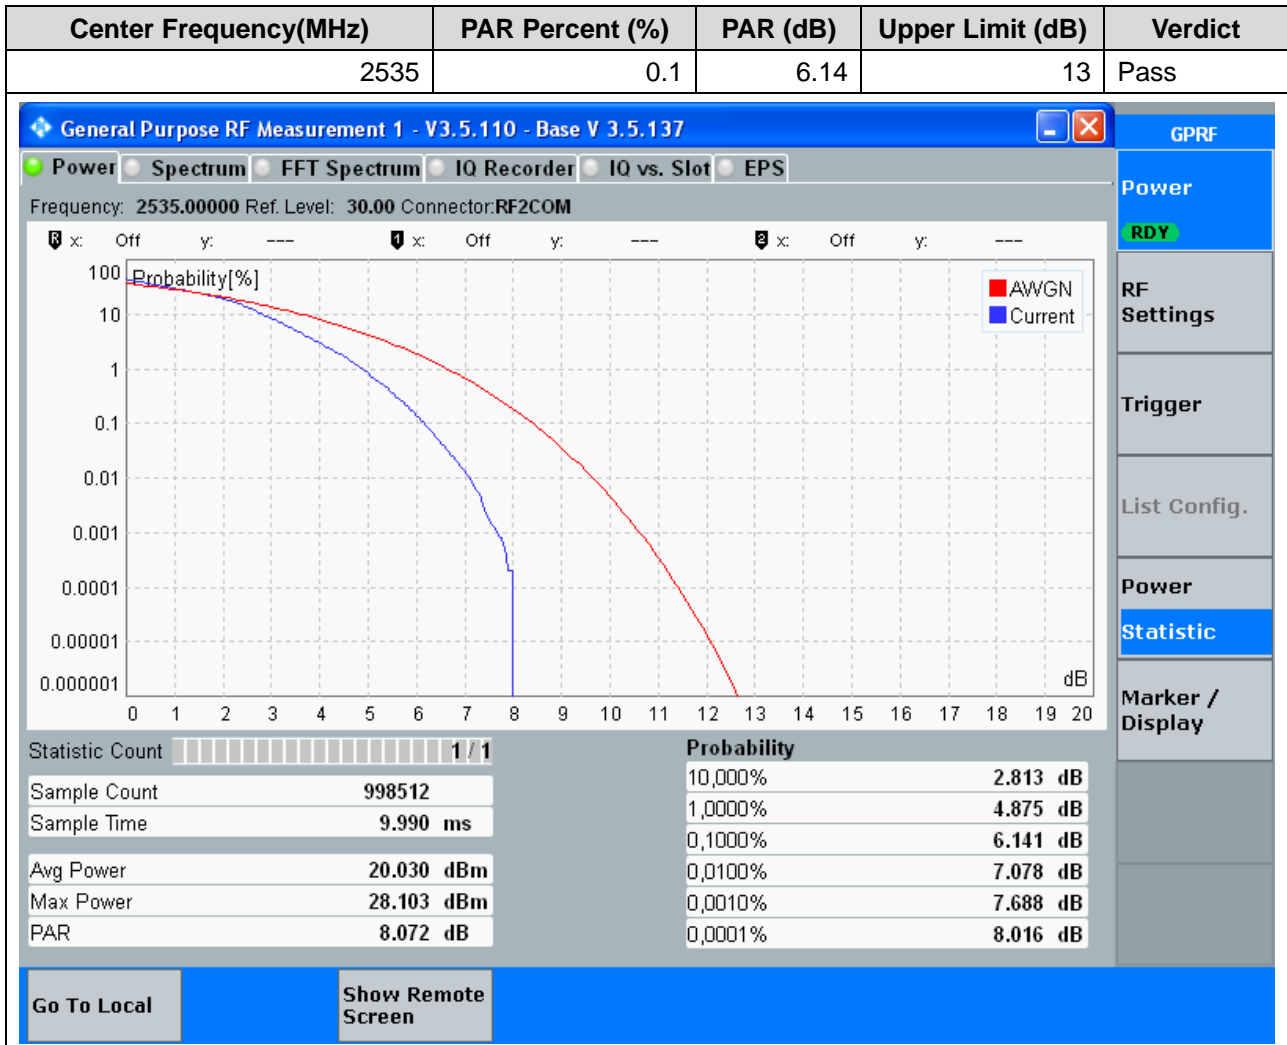 Center Frequency(MHz) PAR Percent (%) PAR (dB) Upper Limit (dB) Verdict
2535 0.1 6.14 13 Pass
General Purpose RF Measurement 1 - V3.5.110 - Base V 3.5.137
GPRF
Power Spectrum FFT Spectrum IQ Recorder IQ vs. Slot EPS
Power
RDY
Frequency: 2535.00000 Ref. Level: 30.00 Connector:RF2COM
R x: Off y: --- 1 x: Off y: --- 2 x: Off y: ---
Probability[%]
AWGN
Current
100
10
1
0.1
0.01
0.001
0.0001
0.00001
0.000001
dB
0 1 2 3 4 5 6 7 8 9 10 11 12 13 14 15 16 17 18 19 20
RF
Settings
Trigger
List Config.
Power
Statistic
Marker /
Display
Statistic Count 1 / 1
Sample Count 998512
Sample Time 9.990 ms
Avg Power 20.030 dBm
Max Power 28.103 dBm
PAR 8.072 dB
Probability
10,000% 2.813 dB
1,0000% 4.875 dB
0,1000% 6.141 dB
0,0100% 7.078 dB
0,0010% 7.688 dB
0,0001% 8.016 dB
Go To Local
Show Remote
Screen